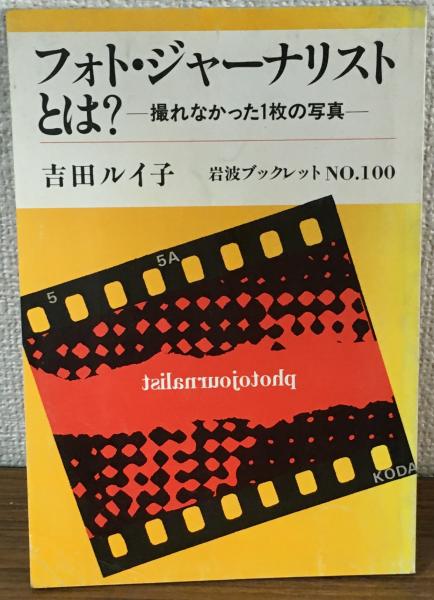 フォト・ジャーナリスト
とは?―撮れなかった1枚の写真―
吉田ルイ子 岩波ブックレット NO.100
5 5A
photojournalist
KODA